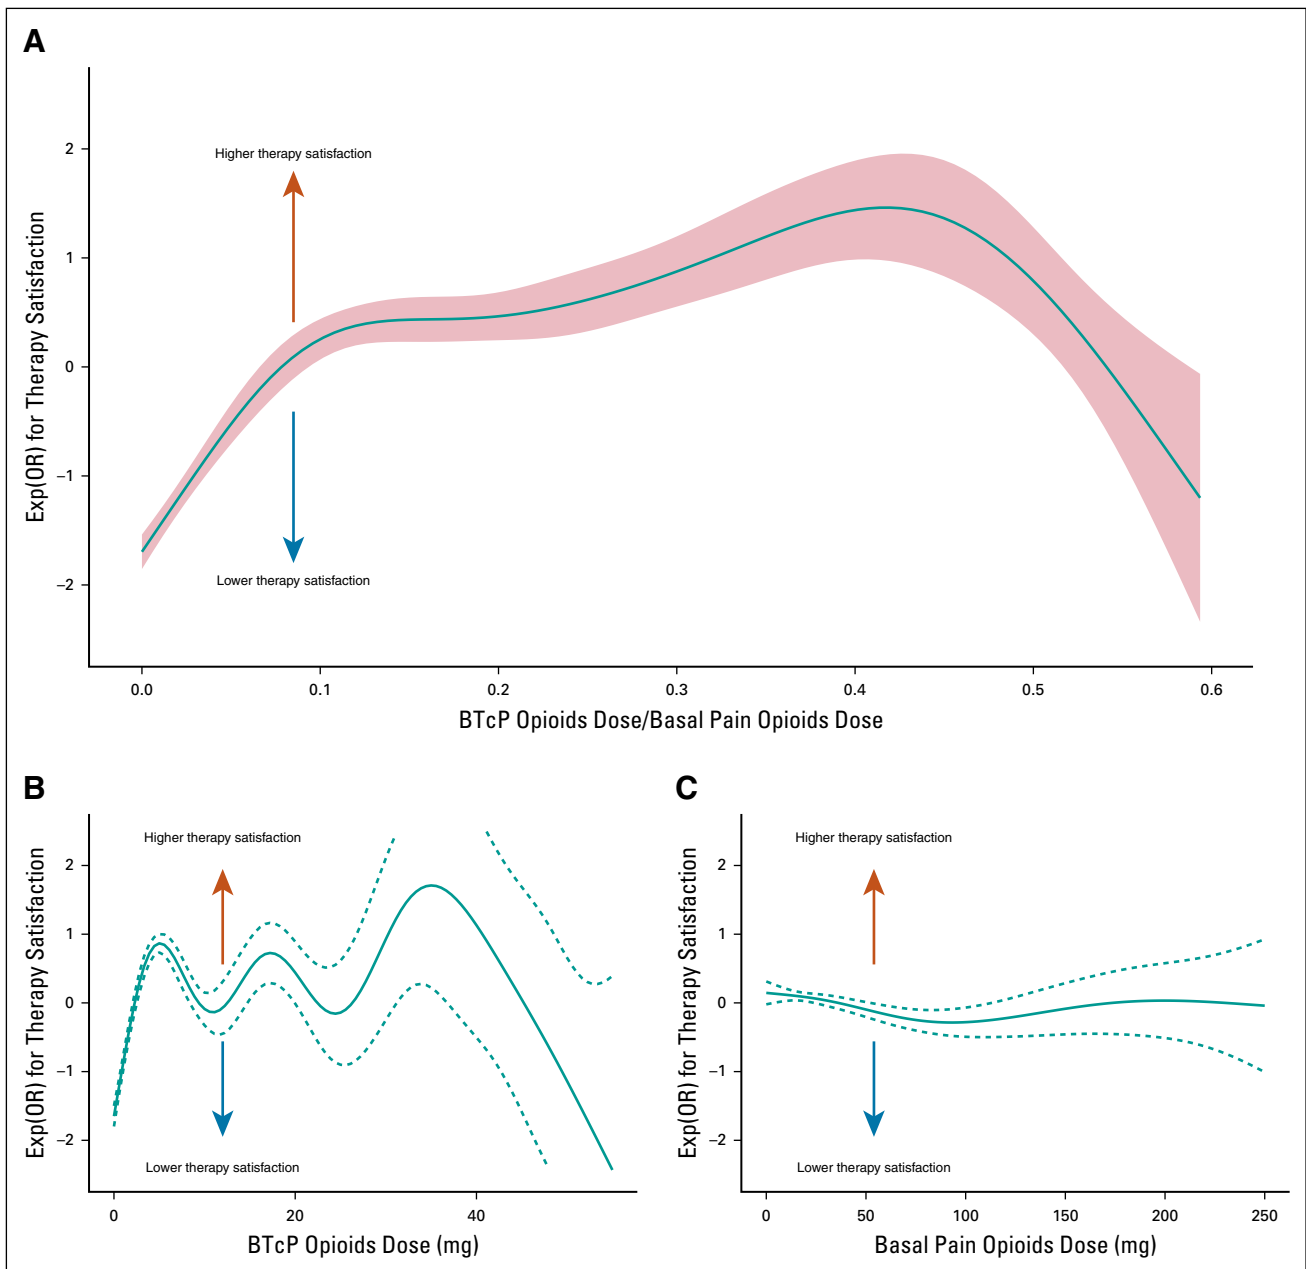 A
Exp(OR) for Therapy Satisfaction
2
1
0
–1
–2
Higher therapy satisfaction
Lower therapy satisfaction
0.0 0.1 0.2 0.3 0.4 0.5 0.6
BTcP Opioids Dose/Basal Pain Opioids Dose
B
Exp(OR) for Therapy Satisfaction
2
1
0
–1
–2
Higher therapy satisfaction
Lower therapy satisfaction
0 20 40
BTcP Opioids Dose (mg)
C
Exp(OR) for Therapy Satisfaction
2
1
0
–1
–2
Higher therapy satisfaction
Lower therapy satisfaction
0 50 100 150 200 250
Basal Pain Opioids Dose (mg)